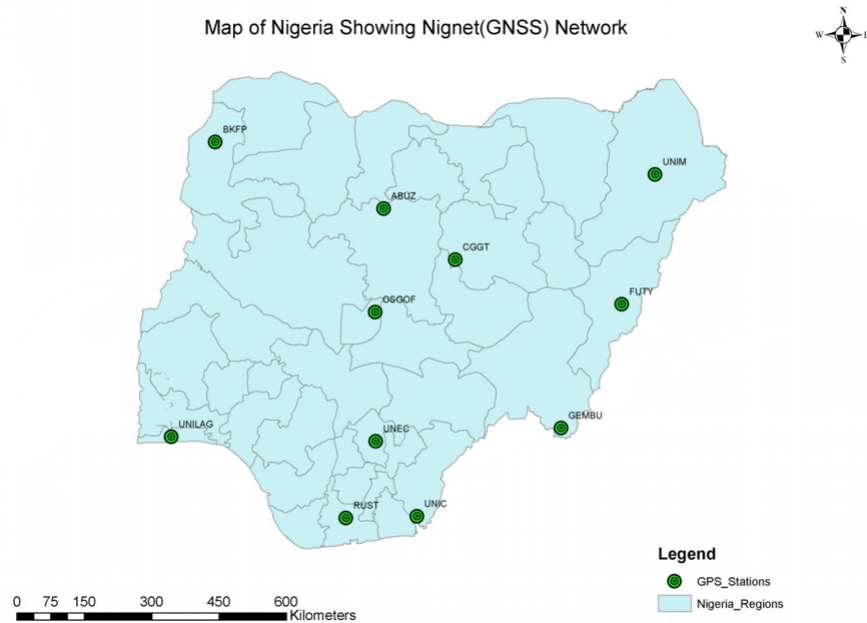 Map of Nigeria Showing Nignet(GNSS) Network
N
W E
S
BKFP
UNIM
ABUZ
CGGT
FUTY
OSGOF
GEMBU
UNILAG
UNEC
RUST
UNIC
Legend
GPS_Stations
Nigeria_Regions
0 75 150 300 450 600
Kilometers